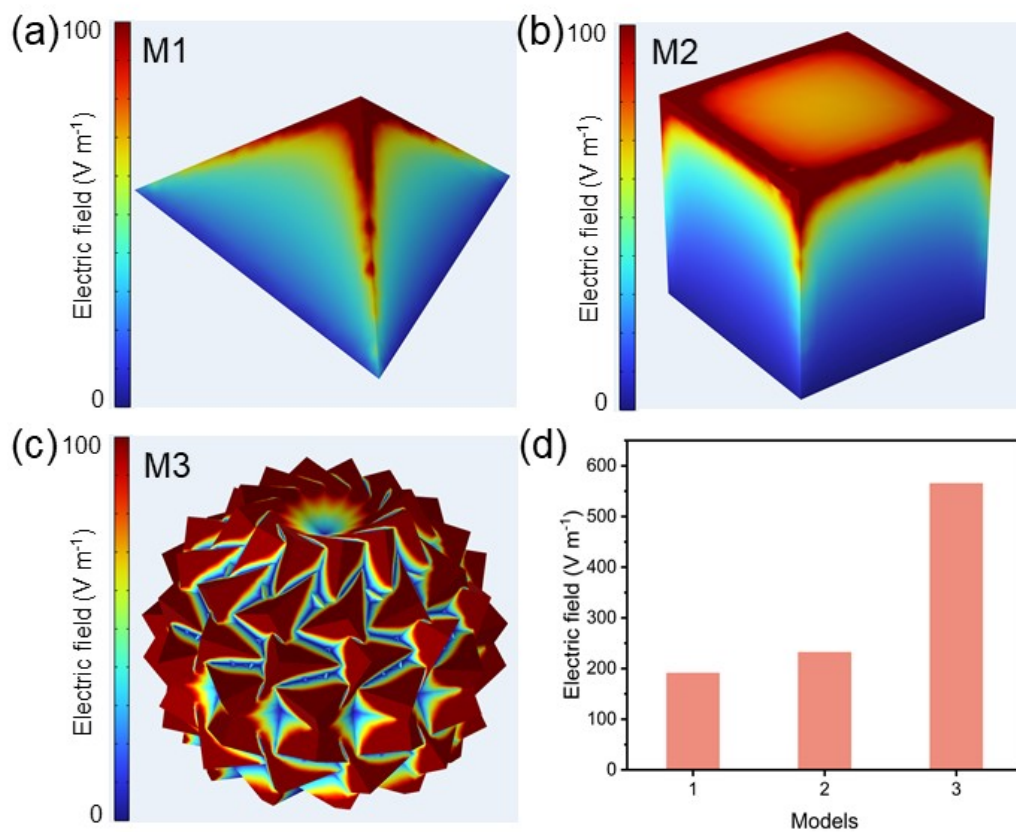 (a)
100
M1
Electric field (V m⁻¹)
0
(b)
100
M2
Electric field (V m⁻¹)
0
(c)
100
M3
Electric field (V m⁻¹)
0
(d)
600
500
400
300
200
100
0
Electric field (V m⁻¹)
1 2 3
Models